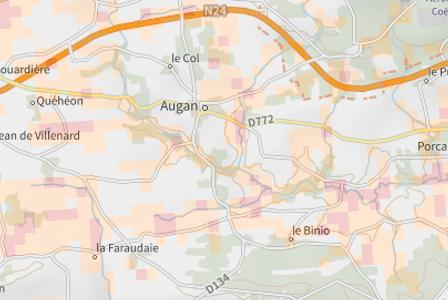 N24
le Col
ouardière
Quéhéon
Augan
le P
D772
ean de Villenard
Porca
le Binio
la Faraudaie
D134
n